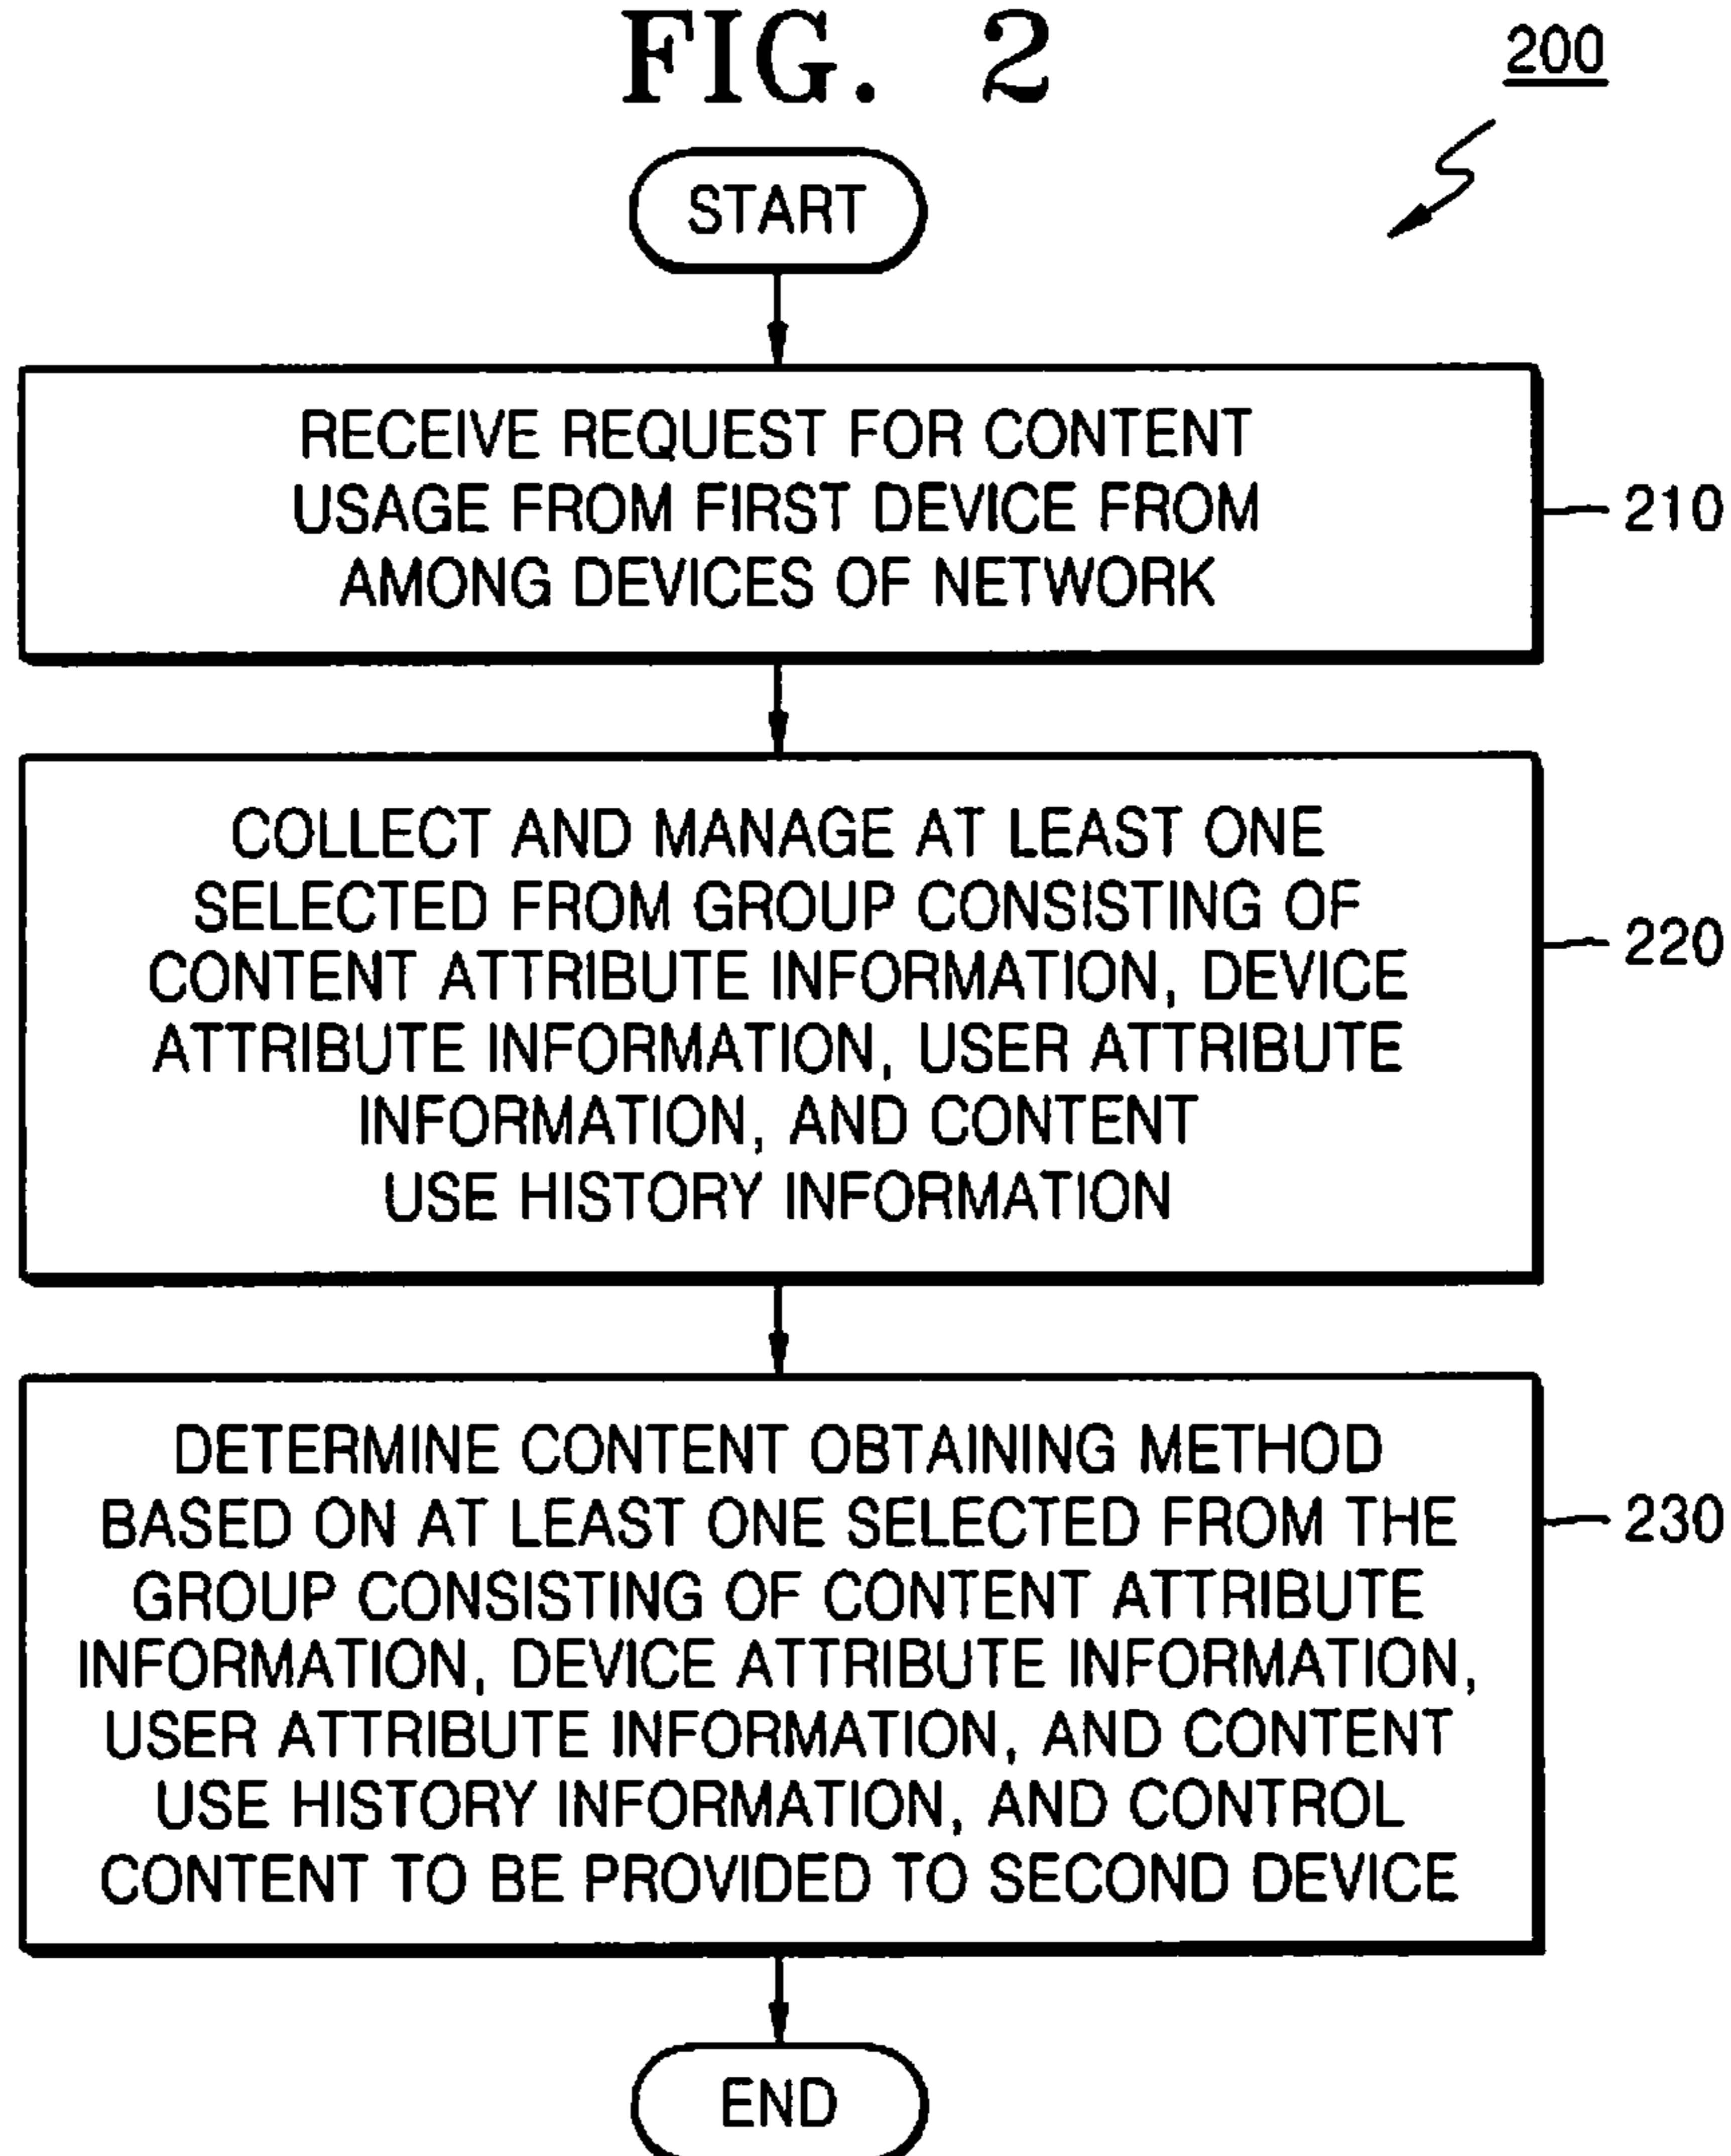 FIG. 2
200
START
RECEIVE REQUEST FOR CONTENT
USAGE FROM FIRST DEVICE FROM
AMONG DEVICES OF NETWORK
210
COLLECT AND MANAGE AT LEAST ONE
SELECTED FROM GROUP CONSISTING OF
CONTENT ATTRIBUTE INFORMATION, DEVICE
ATTRIBUTE INFORMATION, USER ATTRIBUTE
INFORMATION, AND CONTENT
USE HISTORY INFORMATION
220
DETERMINE CONTENT OBTAINING METHOD
BASED ON AT LEAST ONE SELECTED FROM THE
GROUP CONSISTING OF CONTENT ATTRIBUTE
INFORMATION, DEVICE ATTRIBUTE INFORMATION,
USER ATTRIBUTE INFORMATION, AND CONTENT
USE HISTORY INFORMATION, AND CONTROL
CONTENT TO BE PROVIDED TO SECOND DEVICE
230
END